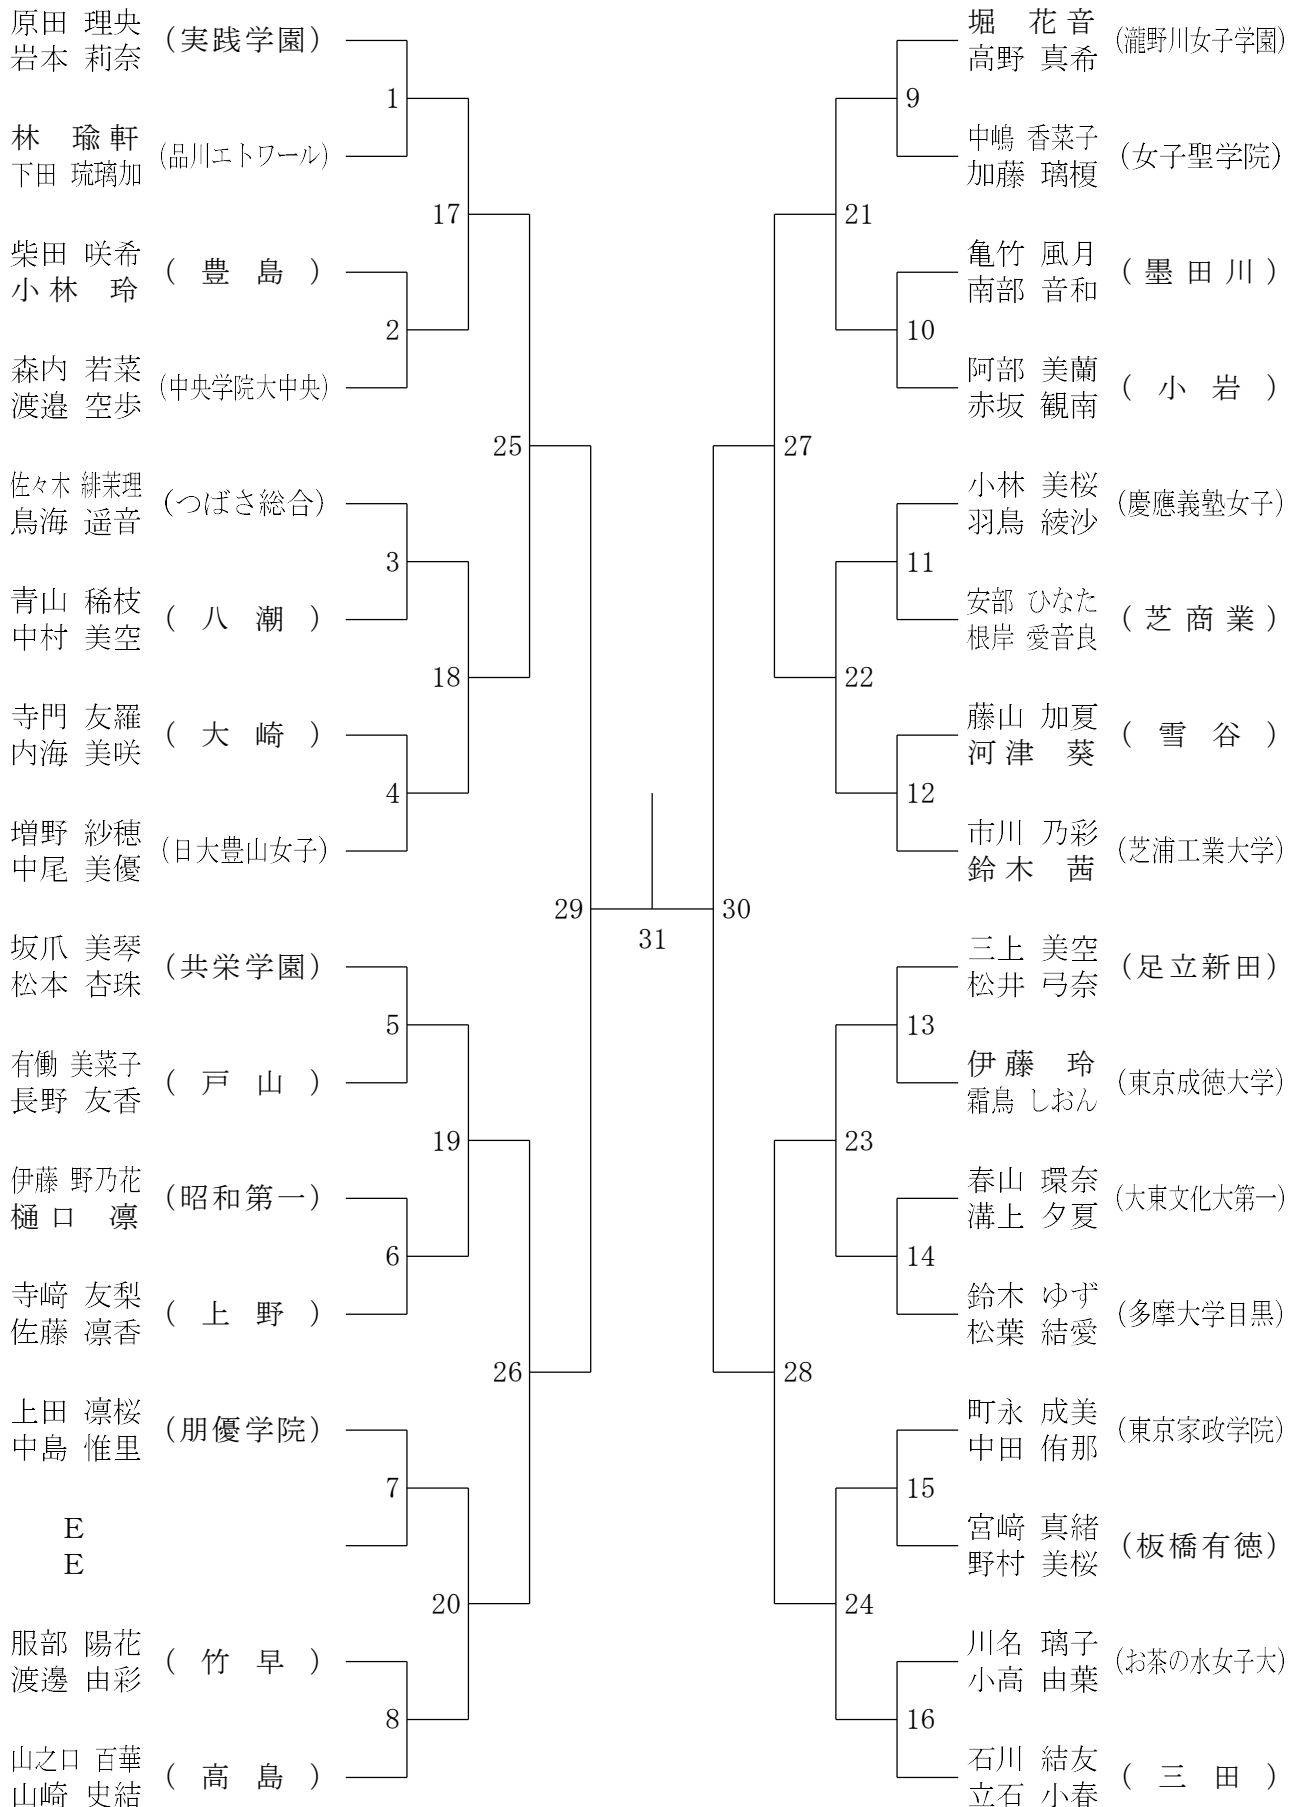 原田 理央
岩本 莉奈
(実践学園)
1
林 瑜軒
下田 琉璃加
(品川エトワール)
17
柴田 咲希
小林 玲
(豊島)
2
森内 若菜
渡邉 空歩
(中央学院大中央)
25
佐々木 緋茉理
鳥海 遥音
(つばさ総合)
3
青山 稀枝
中村 美空
(八潮)
18
寺門 友羅
内海 美咲
(大崎)
4
増野 紗穂
中尾 美優
(日大豊山女子)
29
坂爪 美琴
松本 杏珠
(共栄学園)
5
有働 美菜子
長野 友香
(戸山)
19
伊藤 野乃花
樋口 凛
(昭和第一)
6
寺﨑 友梨
佐藤 凛香
(上野)
26
上田 凛桜
中島 惟里
(朋優学院)
7
E
E
20
服部 陽花
渡邊 由彩
(竹早)
8
山之口 百華
山崎 史結
(高島)
31
堀 花音
高野 真希
(瀧野川女子学園)
9
中嶋 香菜子
加藤 璃榎
(女子聖学院)
21
亀竹 風月
南部 音和
(墨田川)
10
阿部 美蘭
赤坂 観南
(小岩)
27
小林 美桜
羽鳥 綾沙
(慶應義塾女子)
11
安部 ひなた
根岸 愛音良
(芝商業)
22
藤山 加夏
河津 葵
(雪谷)
12
市川 乃彩
鈴木 茜
(芝浦工業大学)
30
三上 美空
松井 弓奈
(足立新田)
13
伊藤 玲
霜鳥 しおん
(東京成徳大学)
23
春山 環奈
溝上 夕夏
(大東文化大第一)
14
鈴木 ゆず
松葉 結愛
(多摩大学目黒)
28
町永 成美
中田 侑那
(東京家政学院)
15
宮﨑 真緒
野村 美桜
(板橋有徳)
24
川名 璃子
小高 由葉
(お茶の水女子大)
16
石川 結友
立石 小春
(三田)